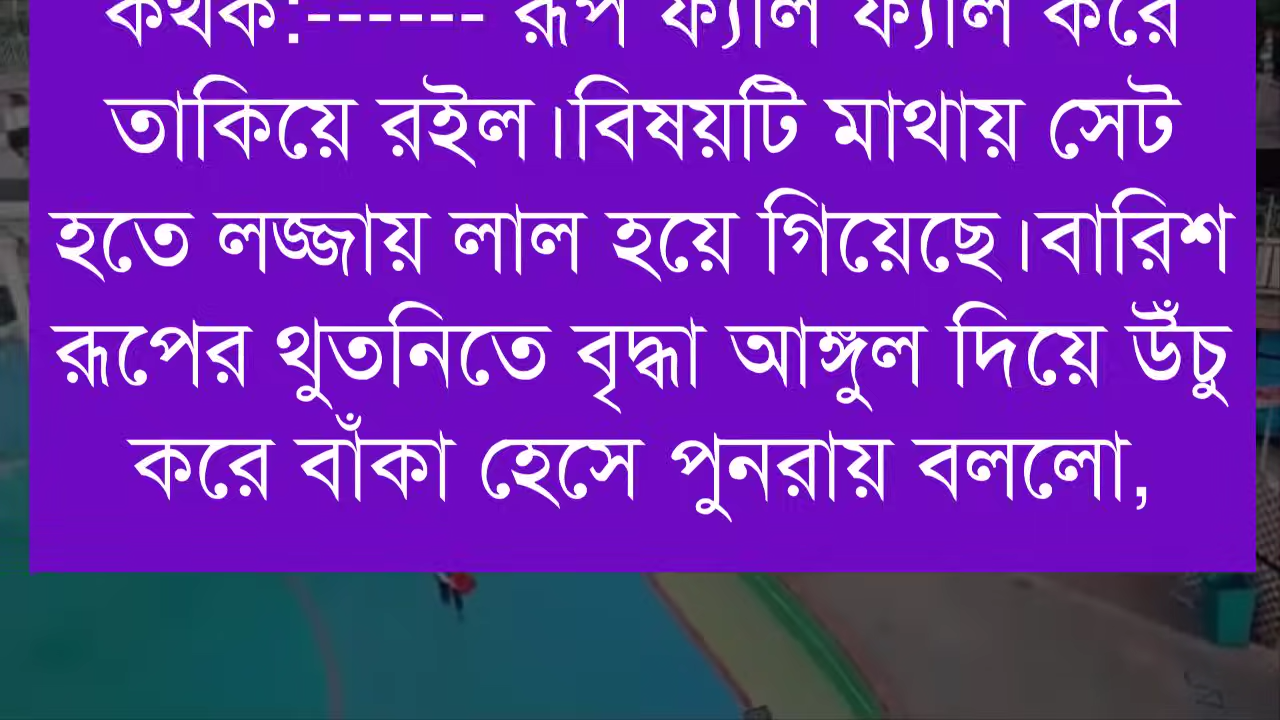 কথক:------ রূপ ফ্যাল ফ্যাল করে
তাকিয়ে রইল।বিষয়টি মাথায় সেট
হতে লজ্জায় লাল হয়ে গিয়েছে।বারিশ
রূপের থুতনিতে বৃদ্ধা আঙ্গুল দিয়ে উঁচু
করে বাঁকা হেসে পুনরায় বললো,